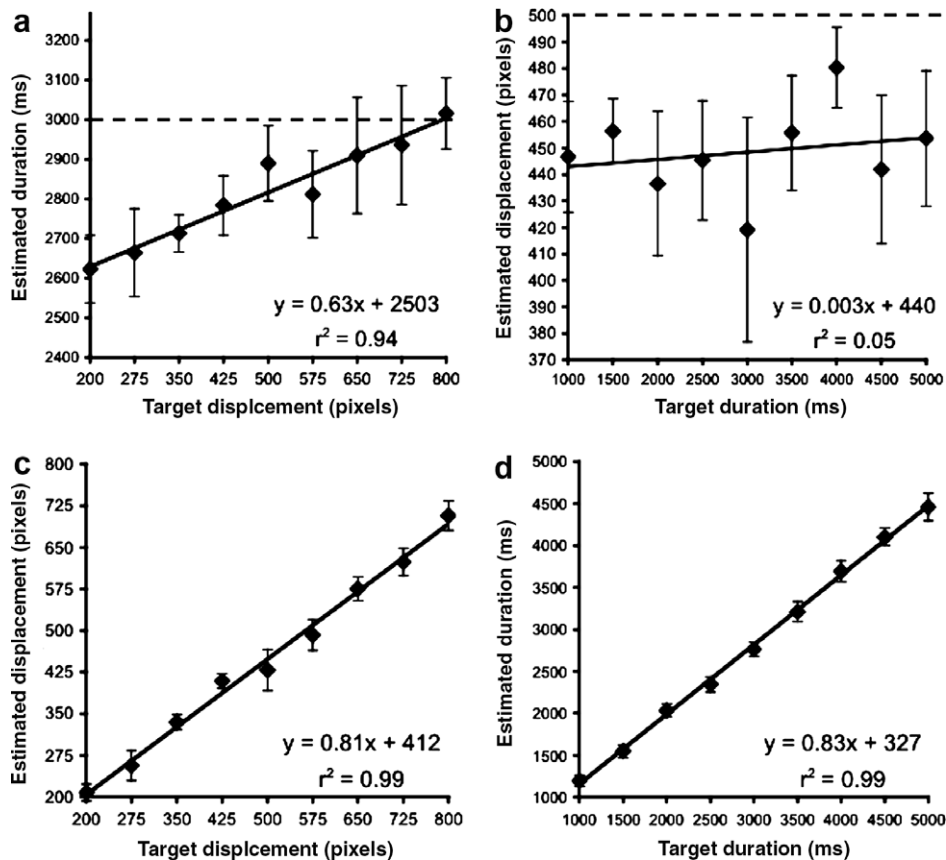 a
Estimated duration (ms)
3200
3100
3000
2900
2800
2700
2600
2500
2400
200 275 350 425 500 575 650 725 800
Target displcement (pixels)
y = 0.63x + 2503
r² = 0.94
b
Estimated displacement (pixels)
500
490
480
470
460
450
440
430
420
410
400
390
380
370
1000 1500 2000 2500 3000 3500 4000 4500 5000
Target duration (ms)
y = 0.003x + 440
r² = 0.05
c
Estimated displacement (pixels)
800
725
650
575
500
425
350
275
200
200 275 350 425 500 575 650 725 800
Target displcement (pixels)
y = 0.81x + 412
r² = 0.99
d
Estimated duration (ms)
5000
4500
4000
3500
3000
2500
2000
1500
1000
1000 1500 2000 2500 3000 3500 4000 4500 5000
Target duration (ms)
y = 0.83x + 327
r² = 0.99